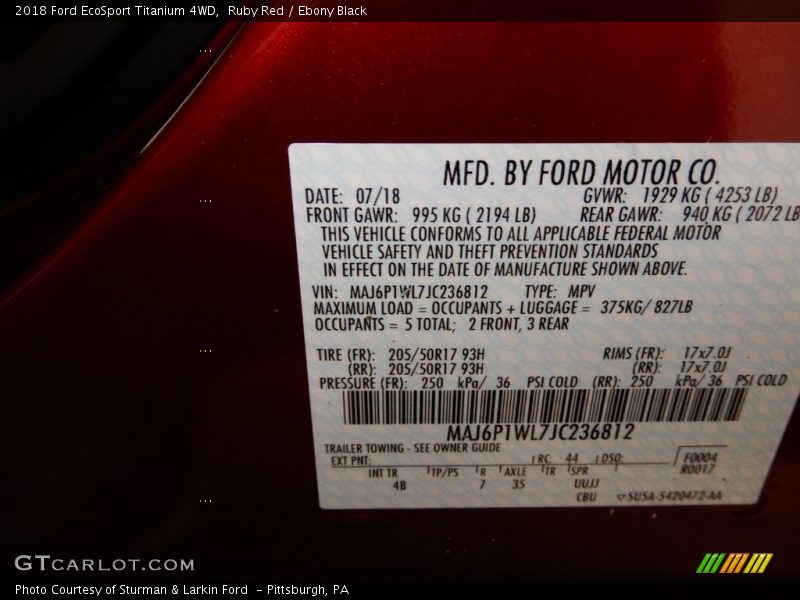 2018 Ford EcoSport Titanium 4WD,  Ruby Red / Ebony Black
MFD. BY FORD MOTOR CO.
DATE: 07/18 GVWR: 1929 KG ( 4253 LB)
FRONT GAWR: 995 KG ( 2194 LB) REAR GAWR: 940 KG ( 2072 LB
THIS VEHICLE CONFORMS TO ALL APPLICABLE FEDERAL MOTOR
VEHICLE SAFETY AND THEFT PREVENTION STANDARDS
IN EFFECT ON THE DATE OF MANUFACTURE SHOWN ABOVE.
VIN: MAJ6P1WL7JC236812 TYPE: MPV
MAXIMUM LOAD = OCCUPANTS + LUGGAGE = 375KG/ 827LB
OCCUPANTS = 5 TOTAL; 2 FRONT, 3 REAR
TIRE (FR): 205/50R17 93H RIMS (FR): 17x7.0J
(RR): 205/50R17 93H (RR): 17x7.0J
PRESSURE (FR): 250 kPa/ 36 PSI COLD (RR): 250 kPa/ 36 PSI COLD
MAJ6P1WL7JC236812
TRAILER TOWING - SEE OWNER GUIDE
EXT PNT: RC: 44 DSO: F0004
R0017
INT TR TP/PS R AXLE TR SPR
4B 7 35 UUJJ
CBU SUSA-5420472-AA
GTCARLOT.COM
Photo Courtesy of Sturman & Larkin Ford  - Pittsburgh, PA